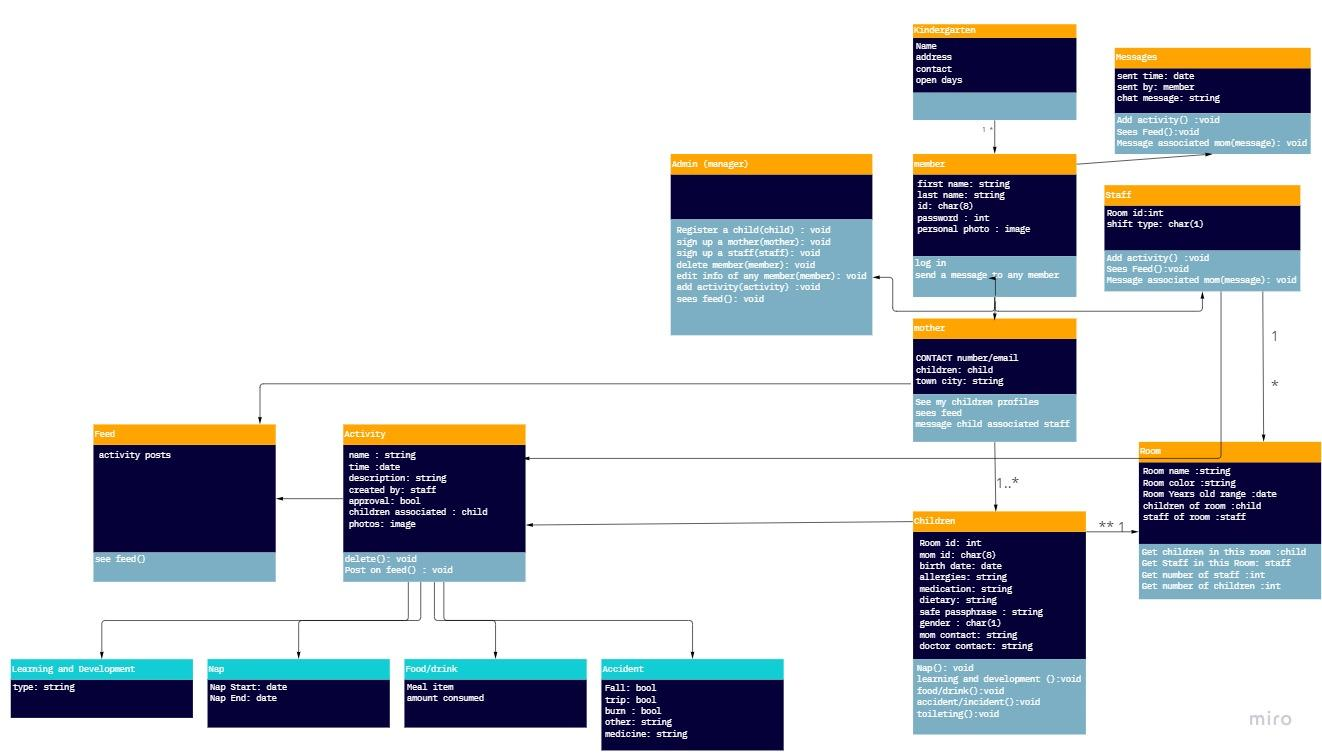 Kindergarten
Name
address
contact
open days
1 *
Messages
sent time: date
sent by: member
chat message: string
Add activity() :void
Sees Feed():void
Message associated mom(message): void
Admin (manager)
Register a child(child) : void
sign up a mother(mother): void
sign up a staff(staff): void
delete member(member): void
edit info of any member(member): void
add activity(activity) :void
sees feed(): void
member
first name: string
last name: string
id: char(8)
password : int
personal photo : image
log in
send a message to any member
Staff
Room id:int
shift type: char(1)
Add activity() :void
Sees Feed():void
Message associated mom(message): void
1
*
mother
CONTACT number/email
children: child
town city: string
See my children profiles
sees feed
message child associated staff
1..*
Feed
activity posts
see feed()
Activity
name : string
time :date
description: string
created by: staff
approval: bool
children associated : child
photos: image
delete(): void
Post on feed() : void
Room
Room name :string
Room color :string
Room Years old range :date
children of room :child
staff of room :staff
Get children in this room :child
Get Staff in this Room: staff
Get number of staff :int
Get number of children :int
Children
Room id: int
mom id: char(8)
birth date: date
allergies: string
medication: string
dietary: string
safe passphrase : string
gender : char(1)
mom contact: string
doctor contact: string
Nap(): void
learning and development ():void
food/drink():void
accident/incident():void
toileting():void
** 1
Learning and Development
type: string
Nap
Nap Start: date
Nap End: date
Food/drink
Meal item
amount consumed
Accident
Fall: bool
trip: bool
burn : bool
other: string
medicine: string
miro